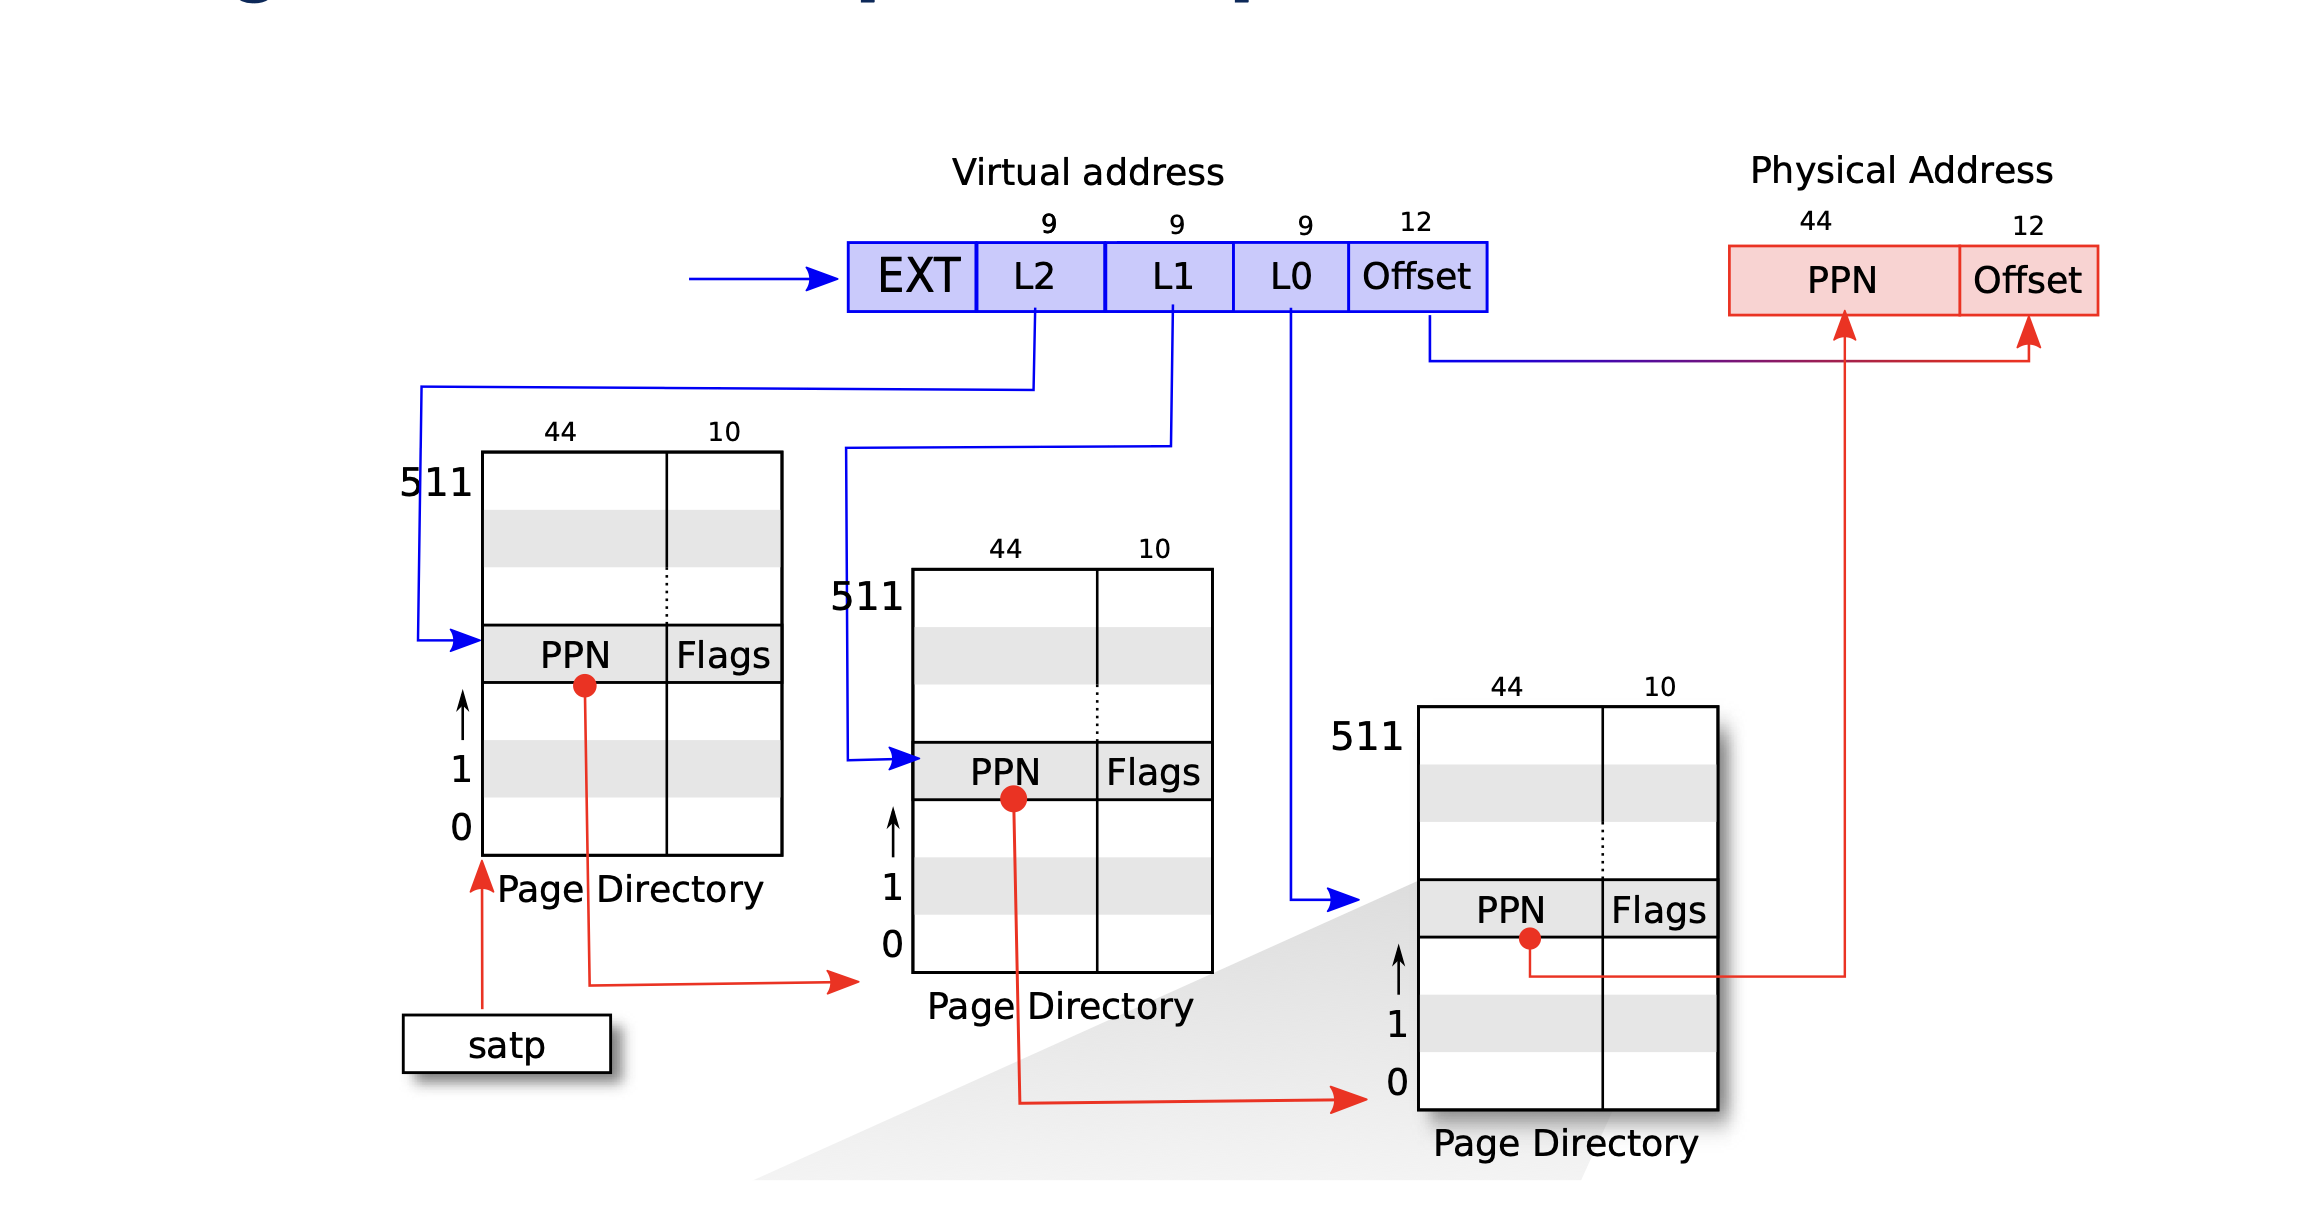 Virtual address
Physical Address
9 9 9 12
44 12
EXT L2 L1 L0 Offset
PPN Offset
44 10
511
PPN Flags
1
0
Page Directory
satp
44 10
511
PPN Flags
1
0
Page Directory
44 10
511
PPN Flags
1
0
Page Directory